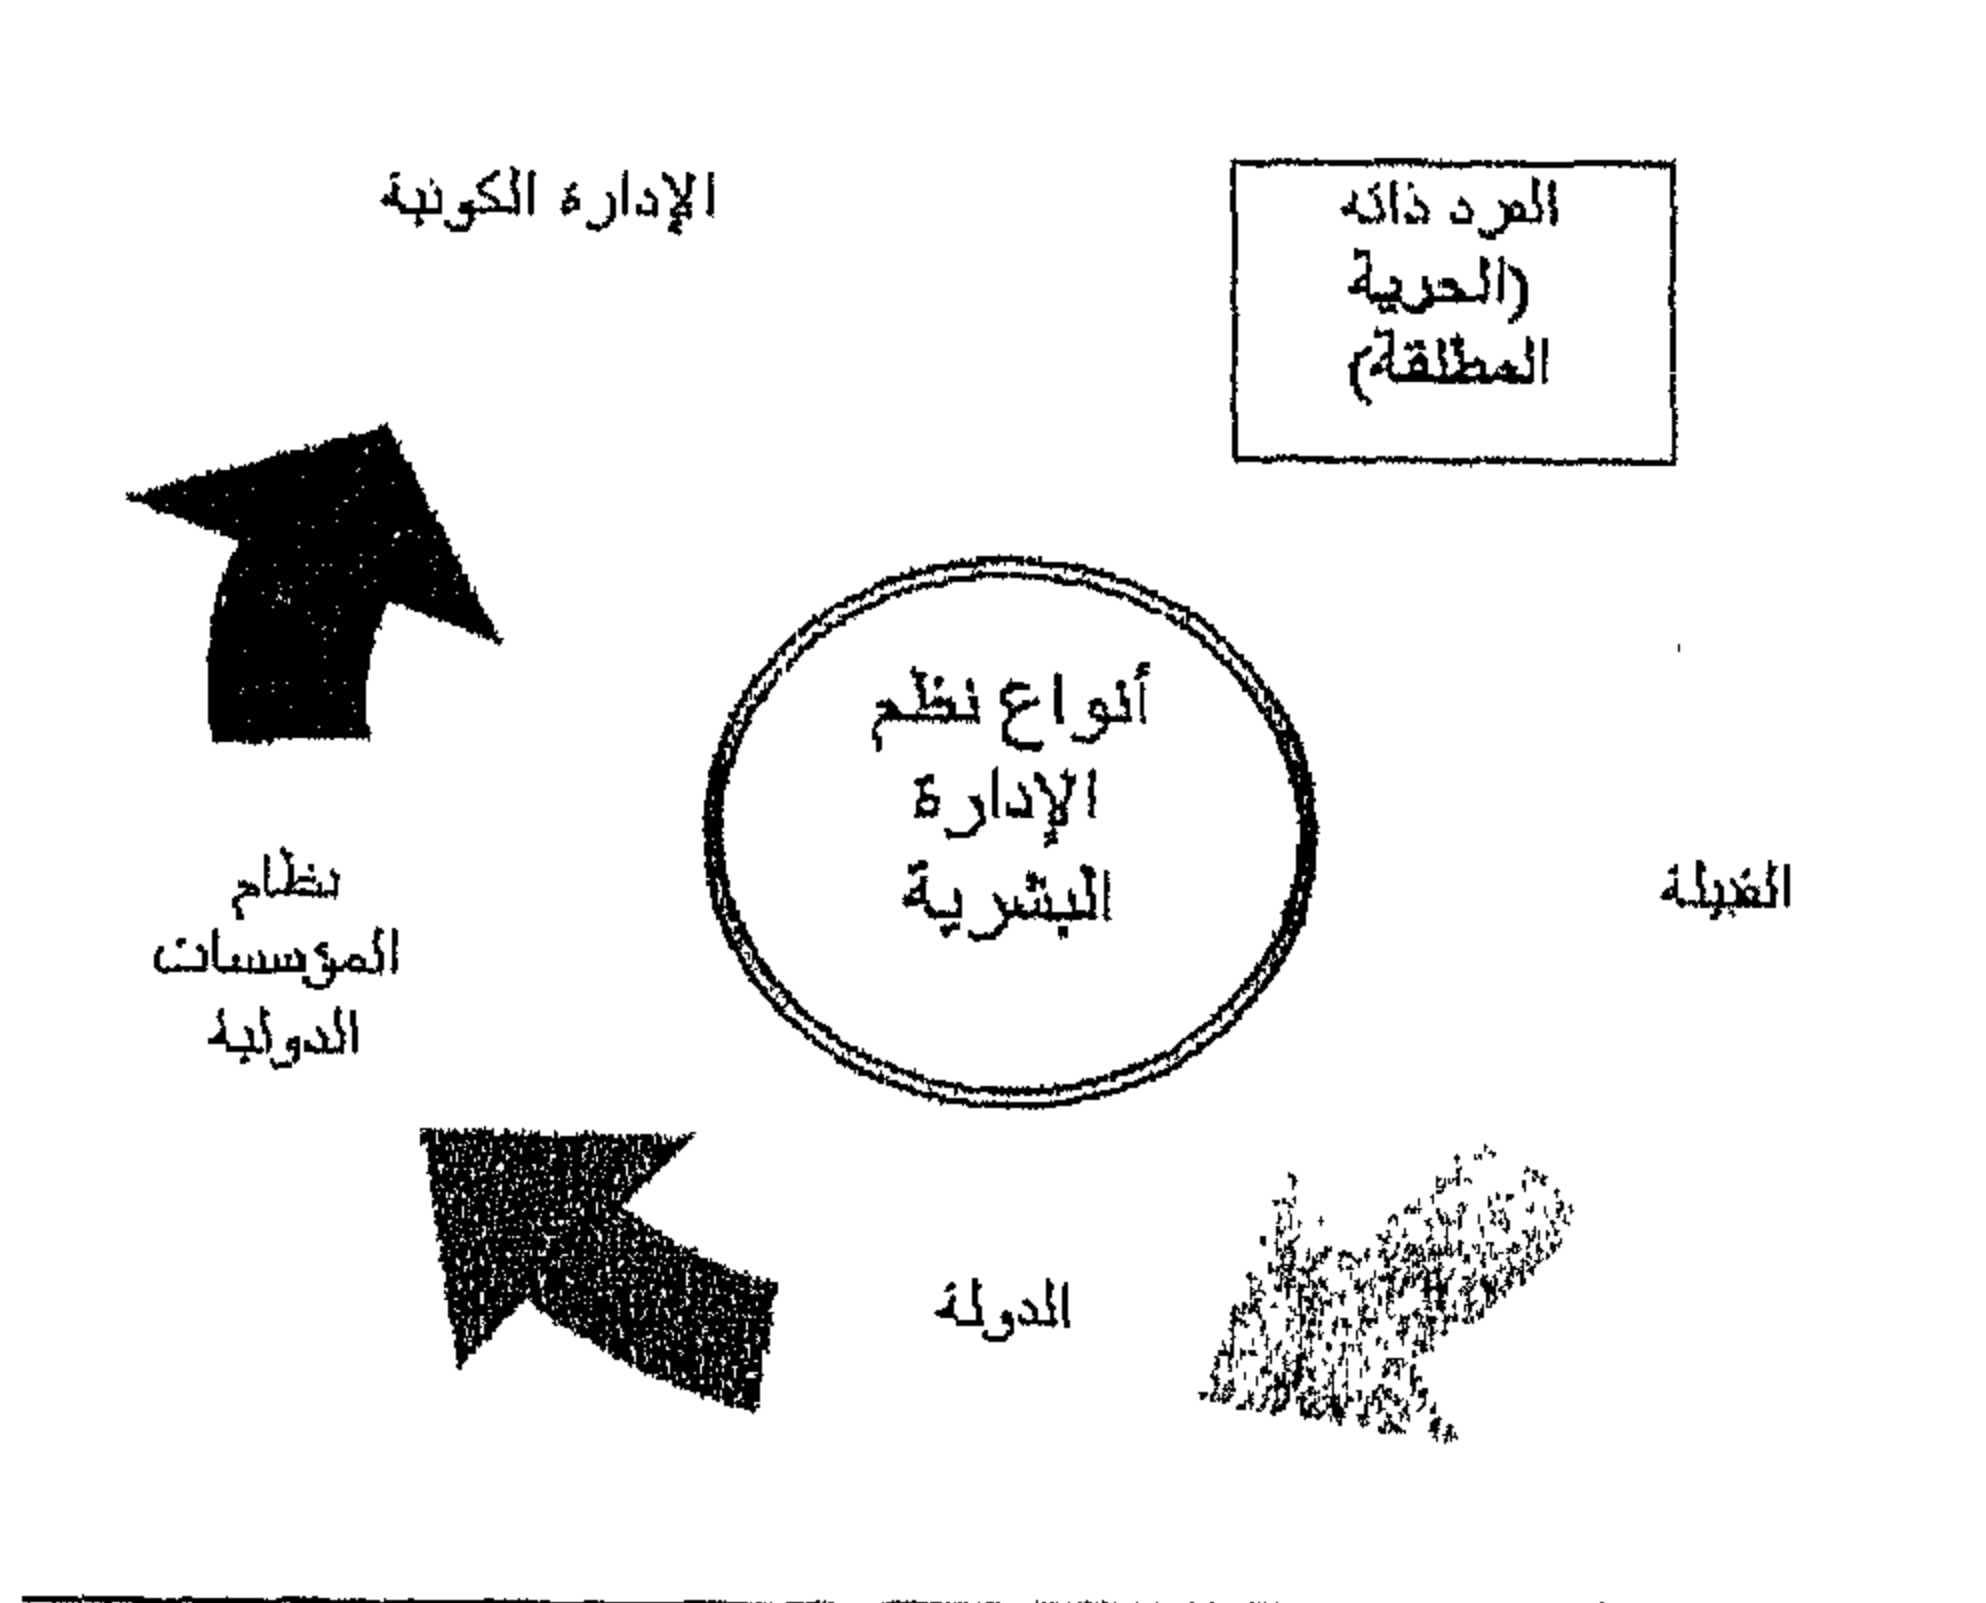 الفرد ذاته
(الحرية
المطلقة)
الإدارة الكونية
أنواع نظم
الإدارة
البشرية
القبيلة
نظام
المؤسسات
الدولية
الدولة